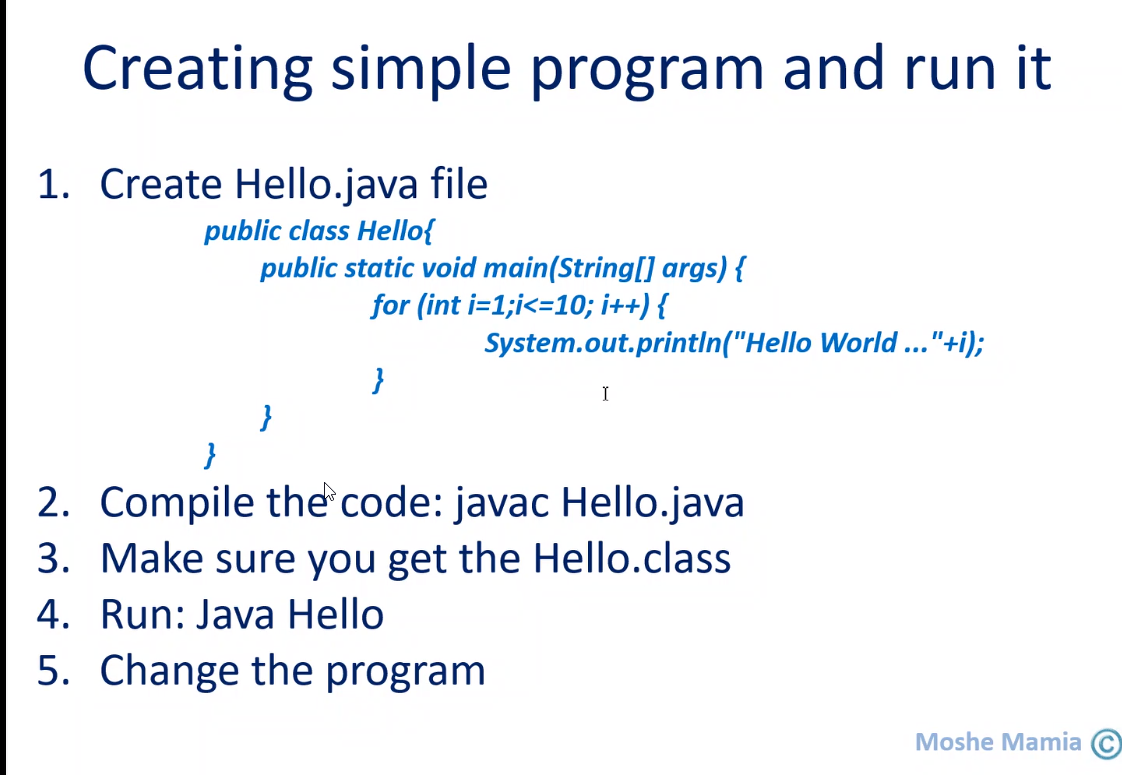 Creating simple program and run it
1. Create Hello.java file
public class Hello{
public static void main(String[] args) {
for (int i=1;i<=10; i++) {
System.out.println("Hello World ..."+i);
}
}
}
2. Compile the code: javac Hello.java
3. Make sure you get the Hello.class
4. Run: Java Hello
5. Change the program
Moshe Mamia ©